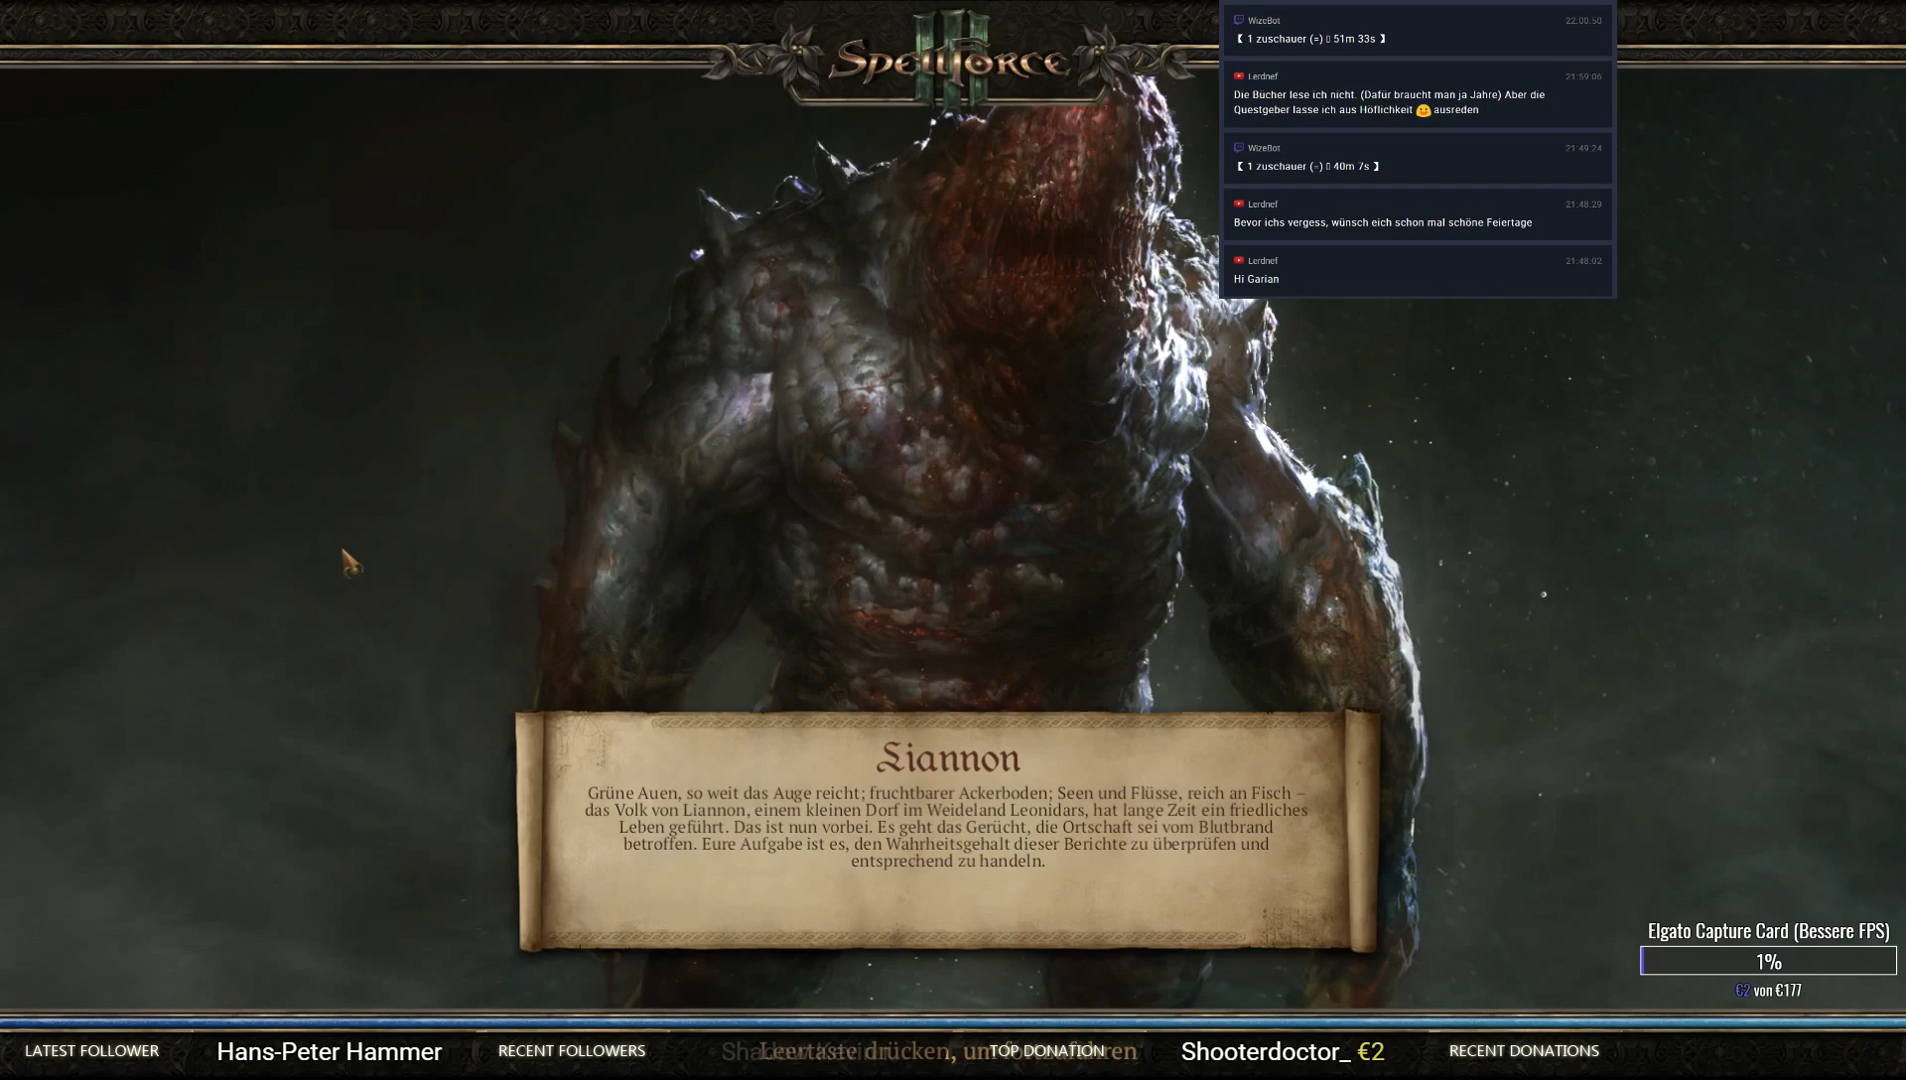 SpellForce
III
WizeBot
22:00:50
【 1 zuschauer (=) 51m 33s 】
Lerdnef
21:59:06
Die Bücher lese ich nicht. (Dafür braucht man ja Jahre) Aber die
Questgeber lasse ich aus Höflichkeit ausreden
WizeBot
21:49:24
【 1 zuschauer (=) 40m 7s 】
Lerdnef
21:48:29
Bevor ichs vergess, wünsch eich schon mal schöne Feiertage
Lerdnef
21:48:02
Hi Garian
Liannon
Grüne Auen, so weit das Auge reicht; fruchtbarer Ackerboden; Seen und Flüsse, reich an Fisch –
das Volk von Liannon, einem kleinen Dorf im Weideland Leonidars, hat lange Zeit ein friedliches
Leben geführt. Das ist nun vorbei. Es geht das Gerücht, die Ortschaft sei vom Blutbrand
betroffen. Eure Aufgabe ist es, den Wahrheitsgehalt dieser Berichte zu überprüfen und
entsprechend zu handeln.
Elgato Capture Card (Bessere FPS)
1%
€2 von €177
LATEST FOLLOWER
Hans-Peter Hammer
RECENT FOLLOWERS
Leertaste drücken, um fortzufahren
TOP DONATION
Shooterdoctor_ €2
RECENT DONATIONS